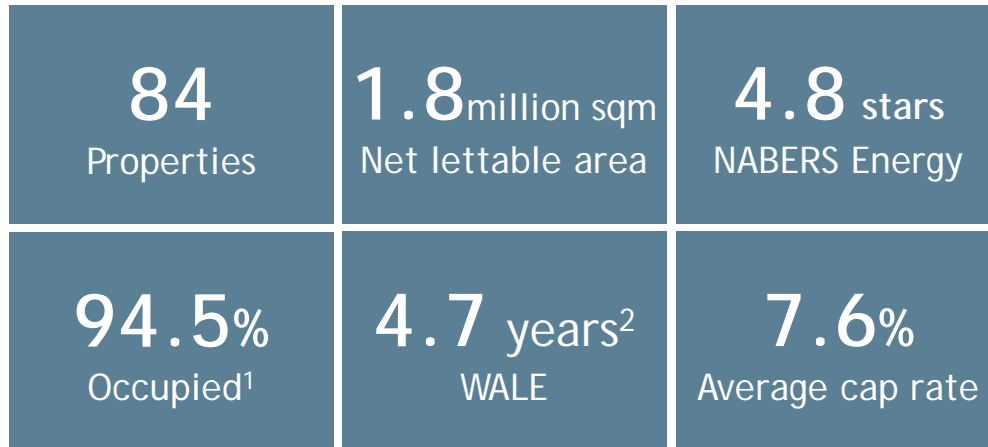 84
Properties
1.8million sqm
Net lettable area
4.8 stars
NABERS Energy
94.5%
Occupied¹
4.7 years²
WALE
7.6%
Average cap rate